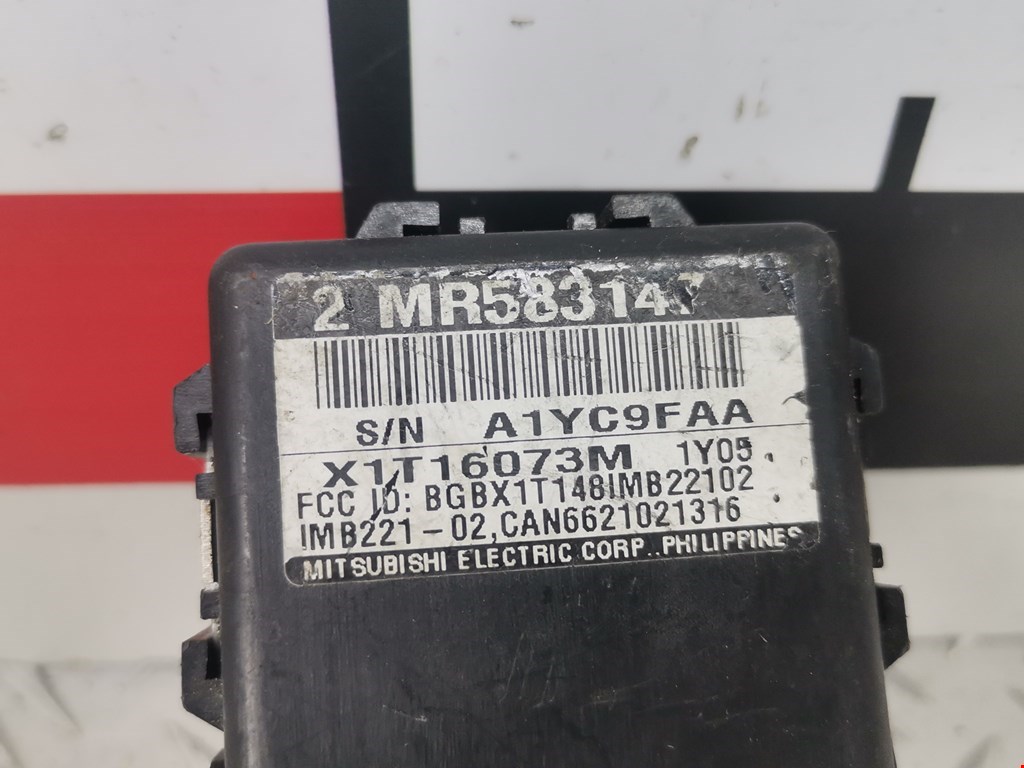 2 MR583147
S/N A1YC9FAA
X1T16073M 1Y05
FCC ID: BGBX1T148IMB22102
IMB221-02,CAN6621021316
MITSUBISHI ELECTRIC CORP..PHILIPPINES